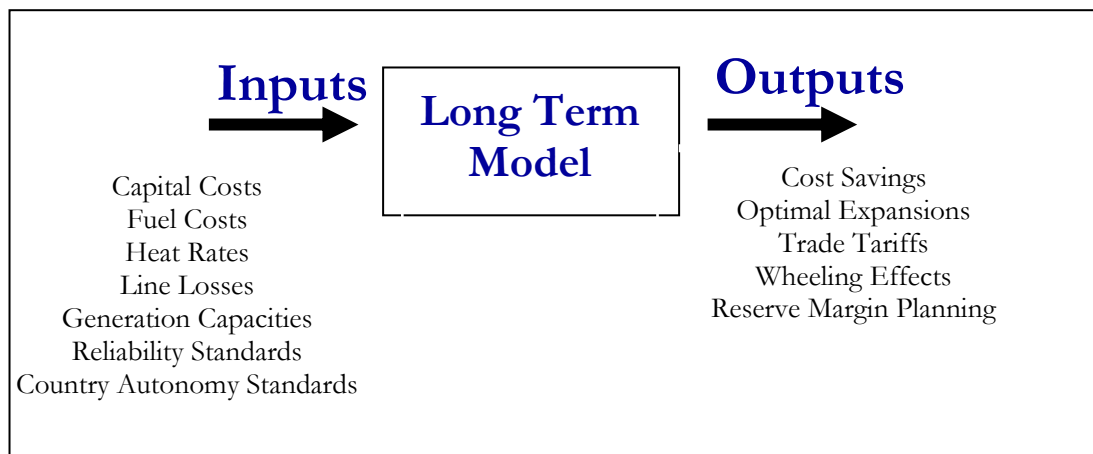 Inputs
Capital Costs
Fuel Costs
Heat Rates
Line Losses
Generation Capacities
Reliability Standards
Country Autonomy Standards
Long Term
Model
Outputs
Cost Savings
Optimal Expansions
Trade Tariffs
Wheeling Effects
Reserve Margin Planning